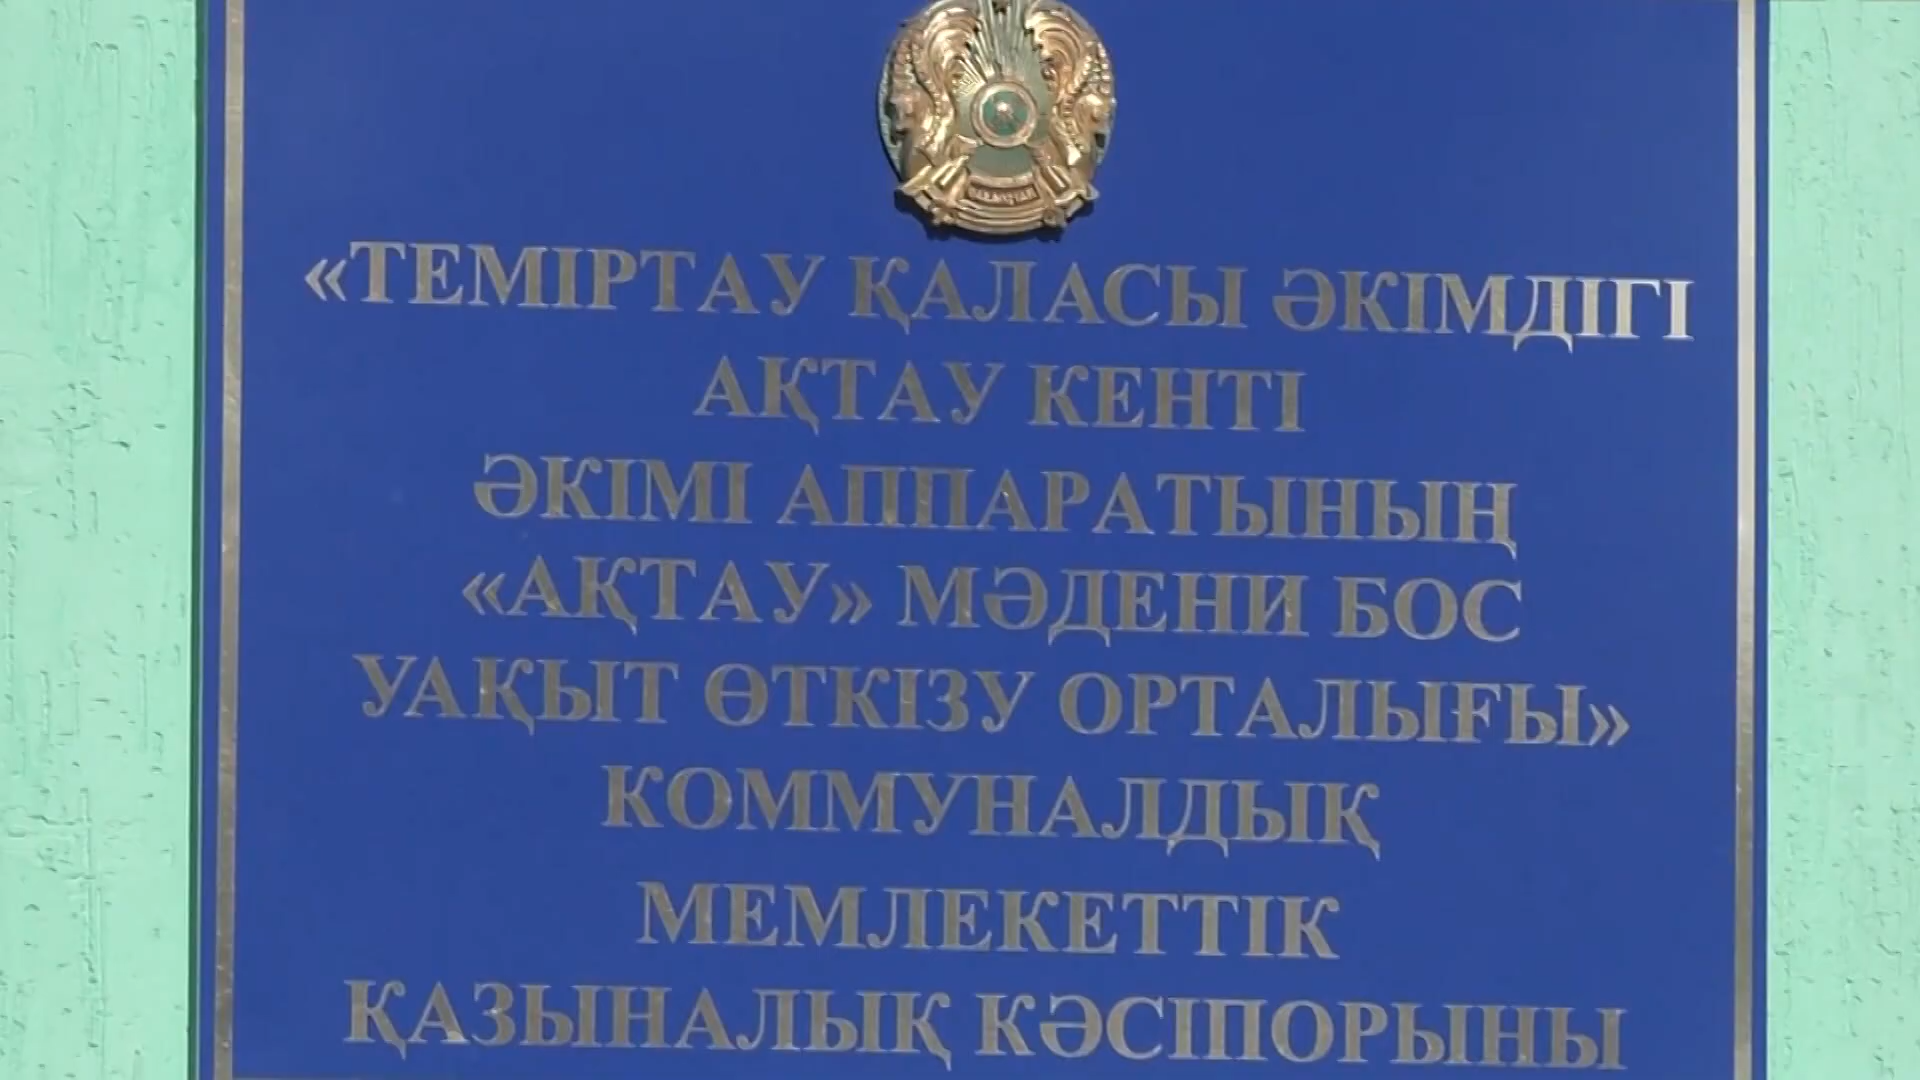 «ТЕМІРТАУ ҚАЛАСЫ ӘКІМДІГІ
АҚТАУ КЕНТІ
ӘКІМІ АППАРАТЫНЫҢ
«АҚТАУ» МӘДЕНИ БОС
УАҚЫТ ӨТКІЗУ ОРТАЛЫҒЫ»
КОММУНАЛДЫҚ
МЕМЛЕКЕТТІК
ҚАЗЫНАЛЫҚ КӘСІПОРЫНЫ